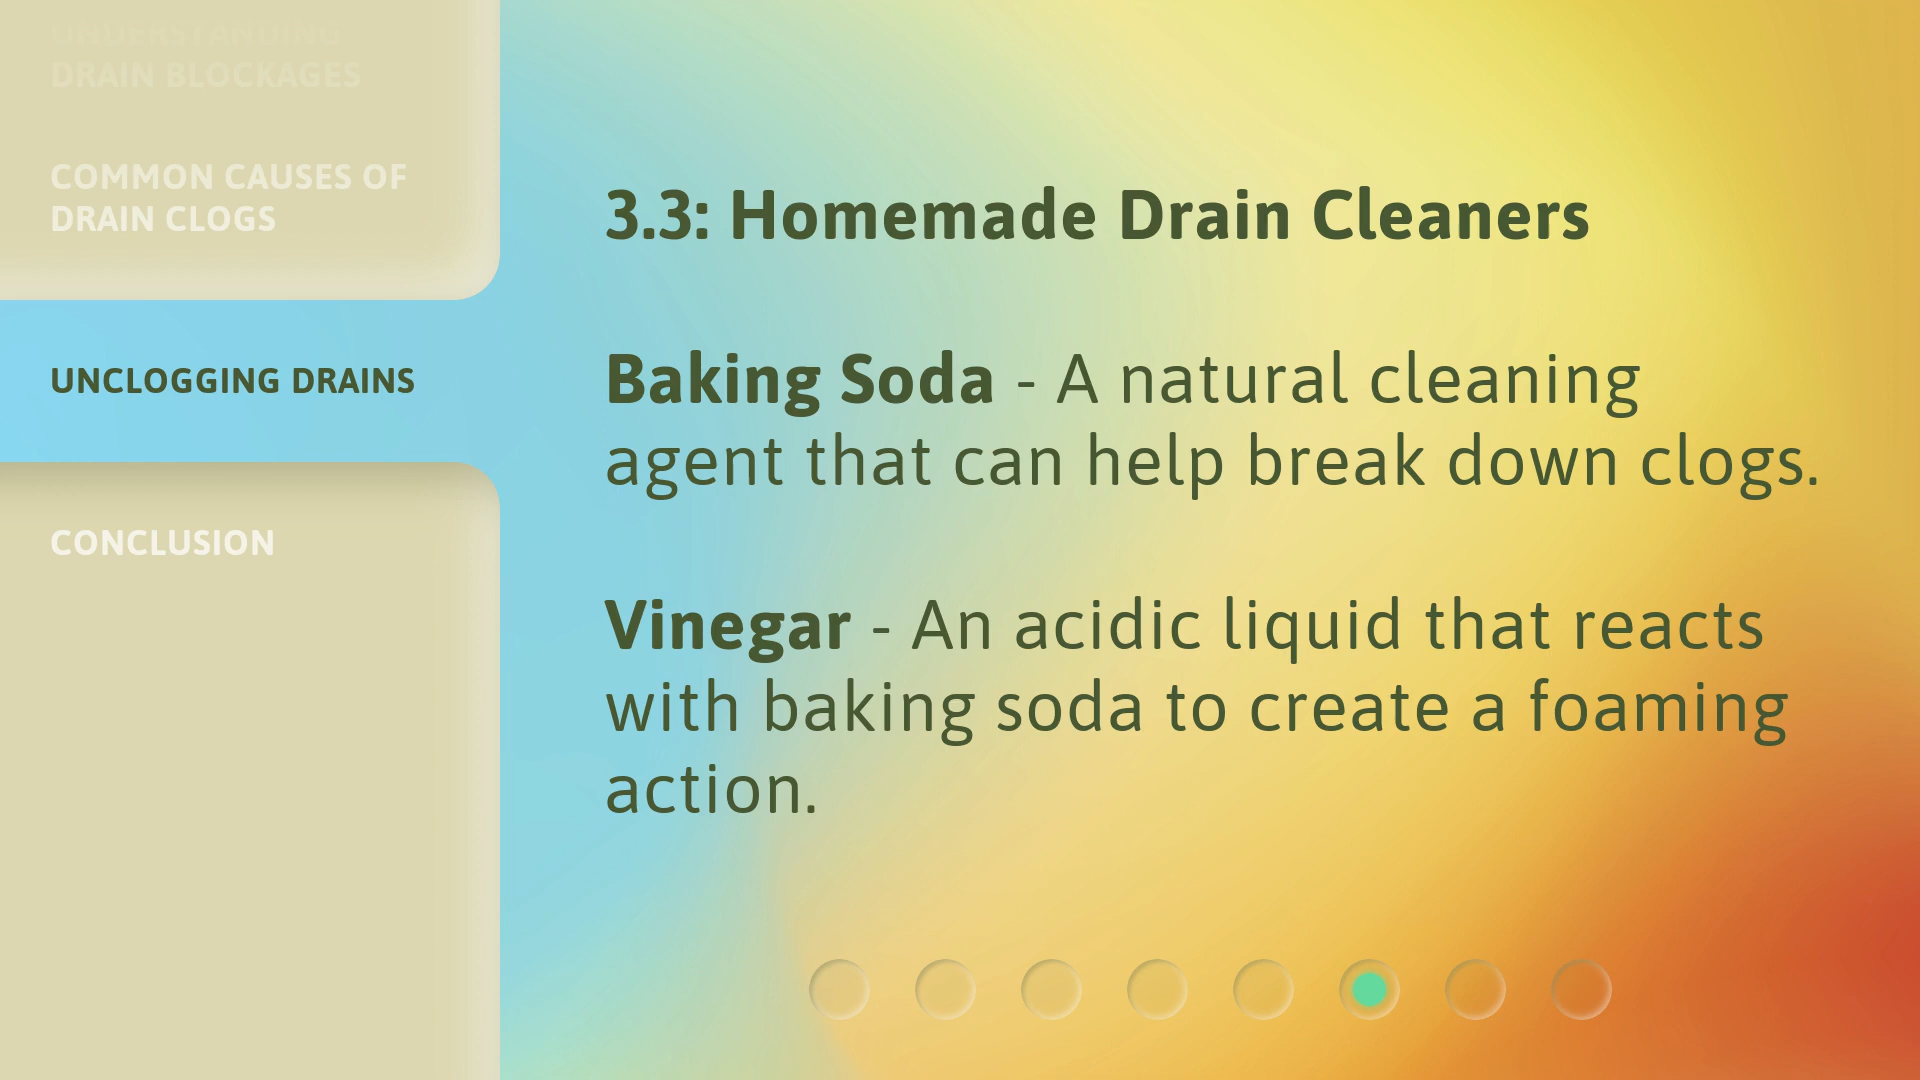 UNDERSTANDING
DRAIN BLOCKAGES
COMMON CAUSES OF
DRAIN CLOGS
UNCLOGGING DRAINS
CONCLUSION
3.3: Homemade Drain Cleaners
Baking Soda - A natural cleaning
agent that can help break down clogs.
Vinegar - An acidic liquid that reacts
with baking soda to create a foaming
action.